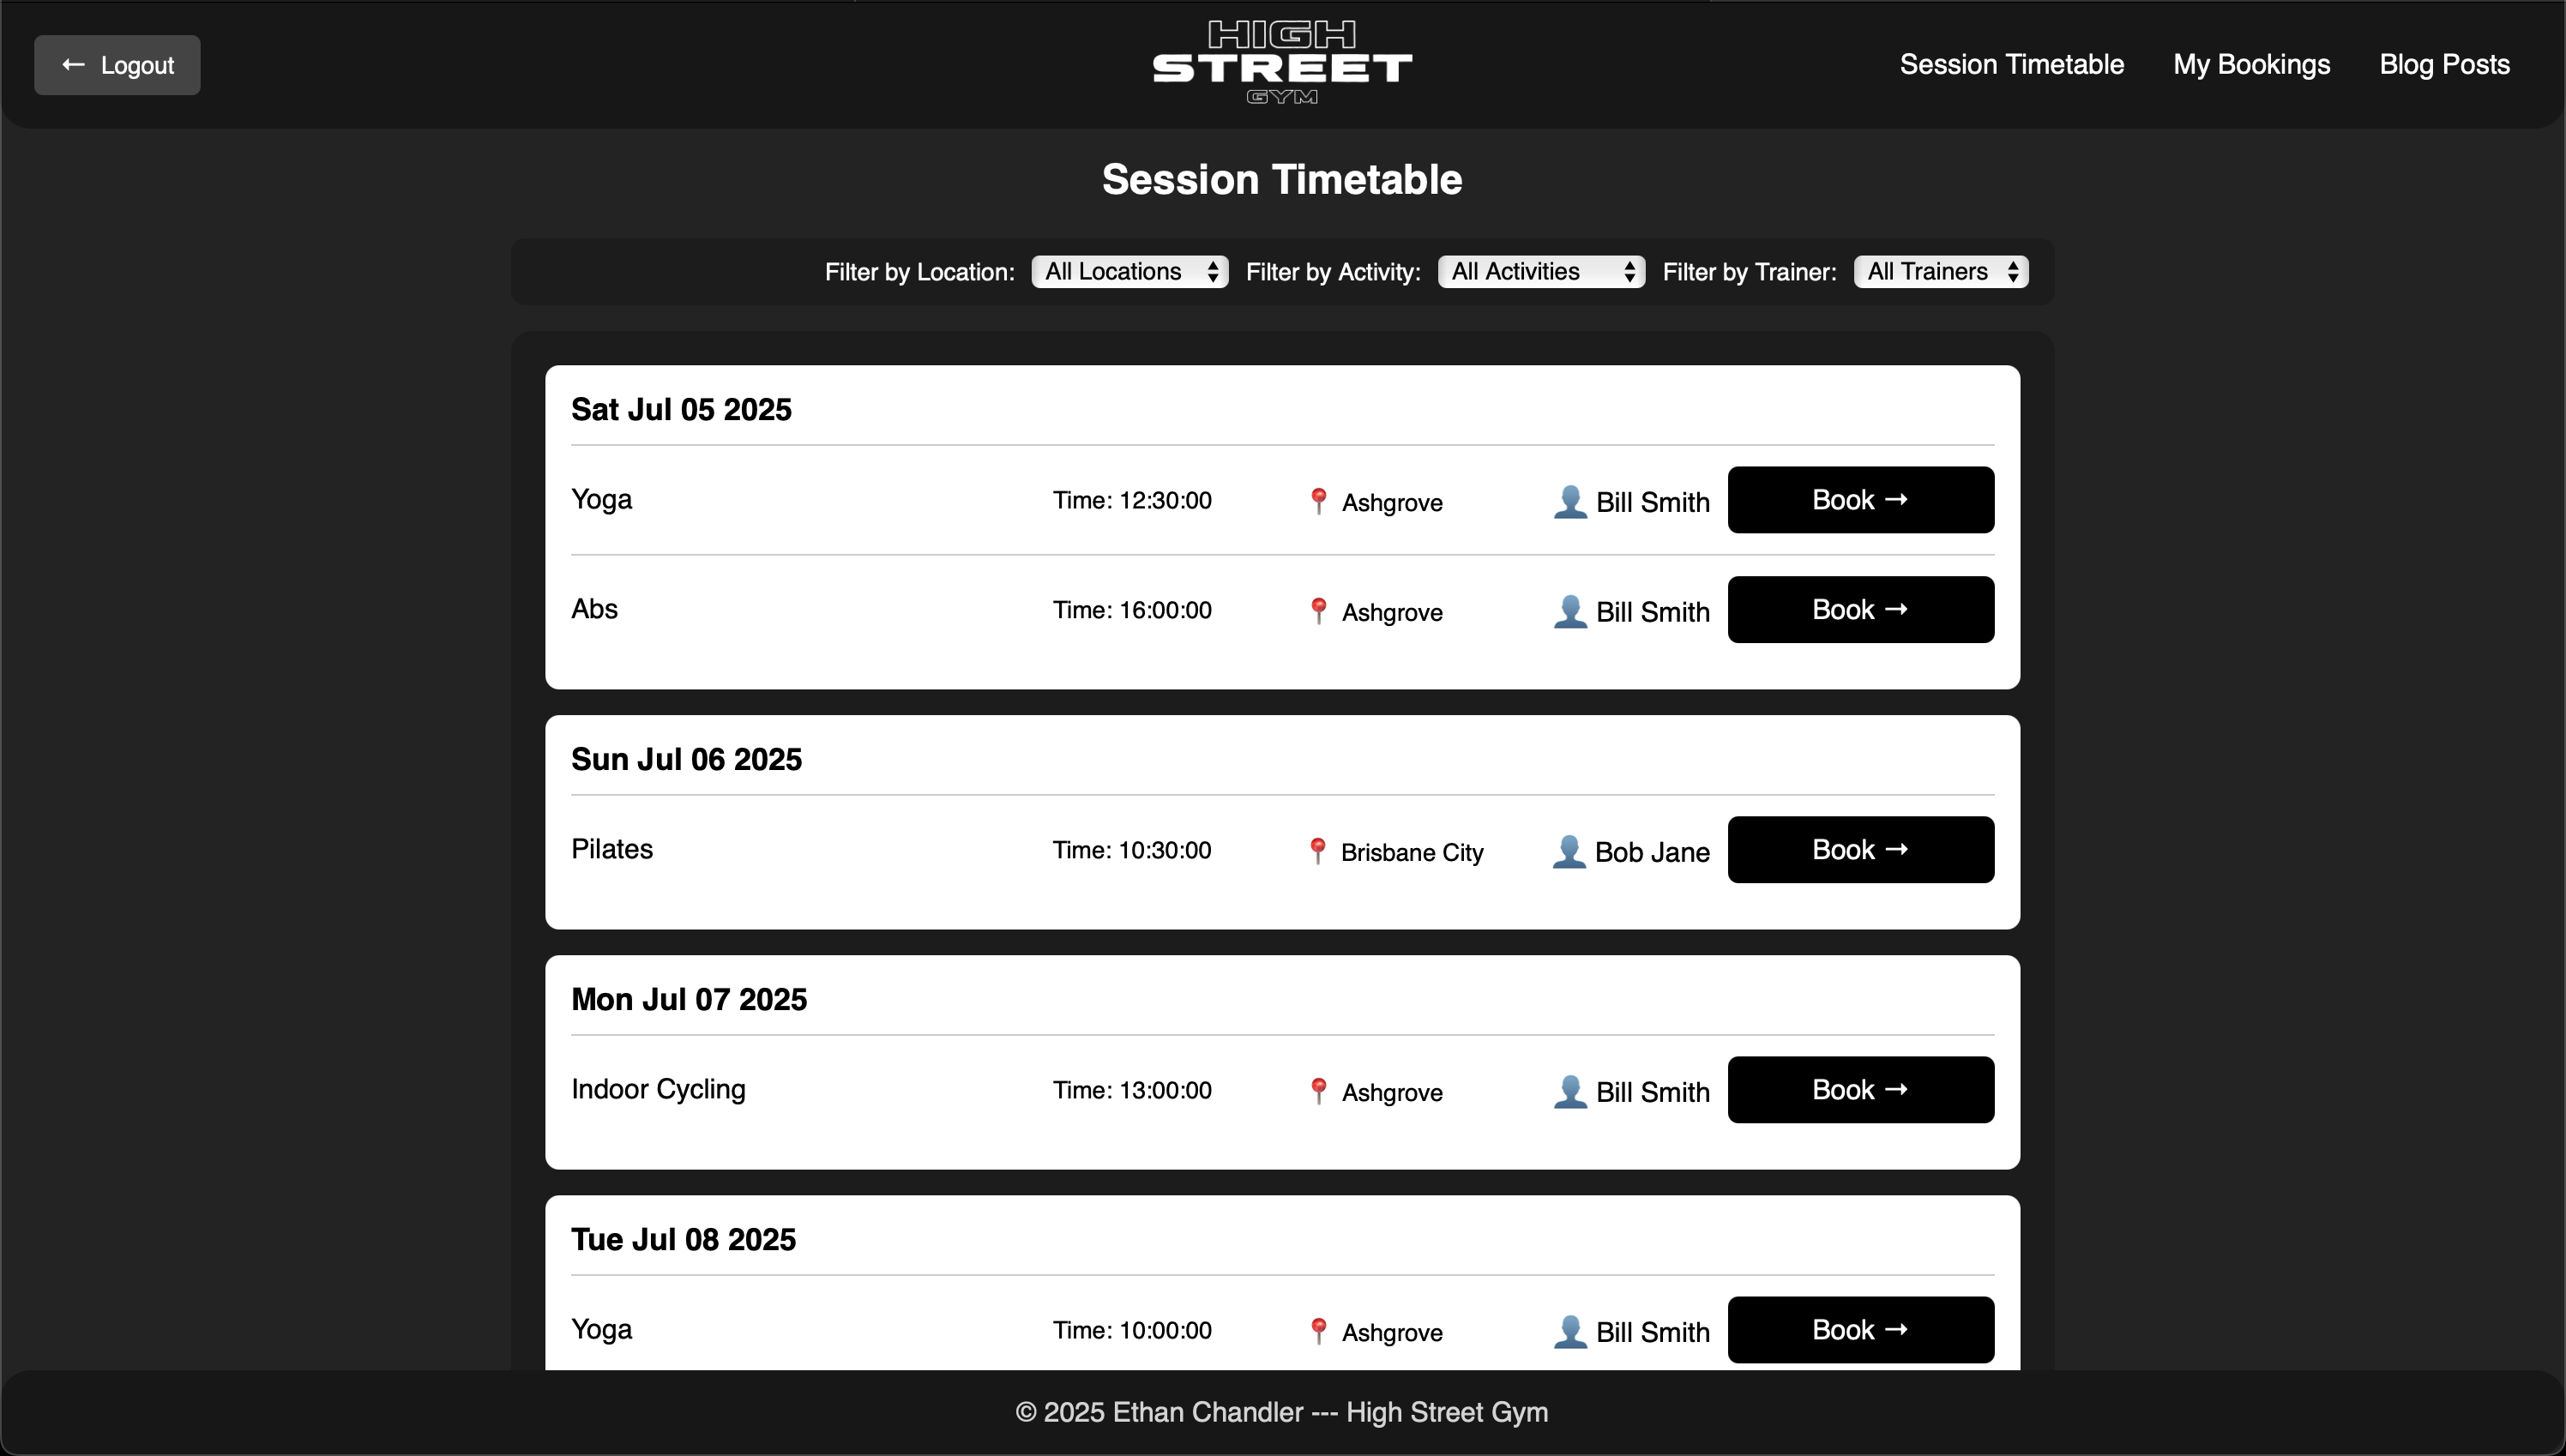 ← Logout
HIGH
STREET
GYM
Session Timetable My Bookings Blog Posts
Session Timetable
Filter by Location: All Locations Filter by Activity: All Activities Filter by Trainer: All Trainers
Sat Jul 05 2025
Yoga Time: 12:30:00 Ashgrove Bill Smith Book →
Abs Time: 16:00:00 Ashgrove Bill Smith Book →
Sun Jul 06 2025
Pilates Time: 10:30:00 Brisbane City Bob Jane Book →
Mon Jul 07 2025
Indoor Cycling Time: 13:00:00 Ashgrove Bill Smith Book →
Tue Jul 08 2025
Yoga Time: 10:00:00 Ashgrove Bill Smith Book →
© 2025 Ethan Chandler --- High Street Gym